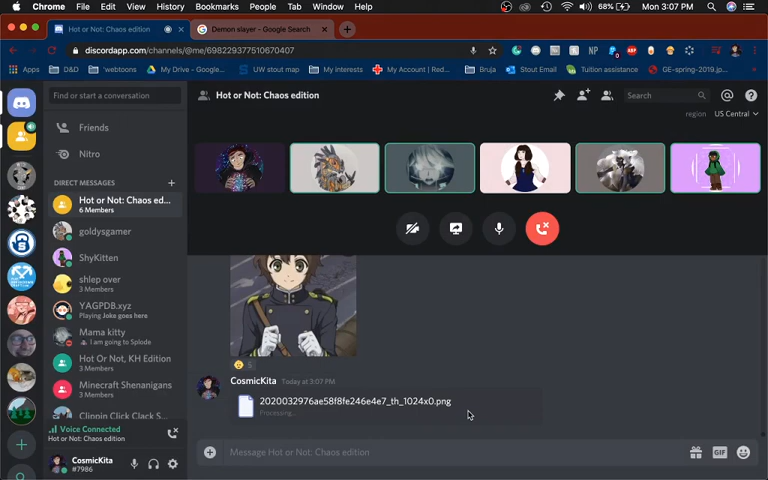 Chrome File Edit View History Bookmarks People Tab Window Help 68% Mon 3:07 PM
Hot or Not: Chaos edition
Demon slayer - Google Search
discordapp.com/channels/@me/698229377510670407
Apps D&D 'webtoons My Drive - Google... UW stout map My interests My Account | Red... Bruja Stout Email Tuition assistance GE-spring-2019.jp...
Find or start a conversation
Hot or Not: Chaos edition
Search
region US Central
Friends
Nitro
DIRECT MESSAGES
Hot or Not: Chaos ed...
6 Members
goldysgamer
ShyKitten
shlep over
3 Members
YAGPDB.xyz
Playing Joke goes here
Mama kitty
I am going to Splode
Hot Or Not, KH Edition
3 Members
Minecraft Shenanigans
3 Members
Clippin Click Clack S...
Voice Connected
Hot or Not: Chaos edition
CosmicKita
#7986
5
CosmicKita Today at 3:07 PM
2020032976ae58f8fe246e4e7_th_1024x0.png
Processing...
Message Hot or Not: Chaos edition
GIF